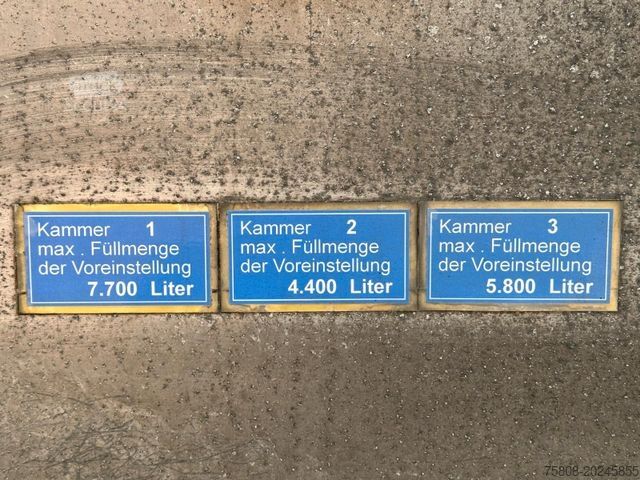 Kammer 1
max . Füllmenge
der Voreinstellung
7.700 Liter
Kammer 2
max . Füllmenge
der Voreinstellung
4.400 Liter
Kammer 3
max . Füllmenge
der Voreinstellung
5.800 Liter
75808-20245855